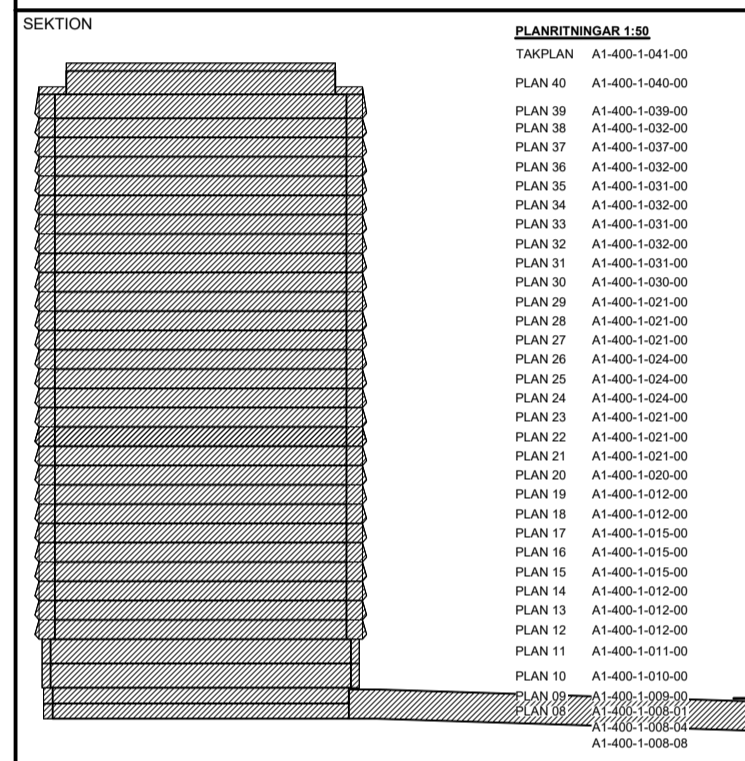 SEKTION
PLANRITNINGAR 1:50
TAKPLAN A1-400-1-041-00
PLAN 40 A1-400-1-040-00
PLAN 39 A1-400-1-039-00
PLAN 38 A1-400-1-032-00
PLAN 37 A1-400-1-037-00
PLAN 36 A1-400-1-032-00
PLAN 35 A1-400-1-031-00
PLAN 34 A1-400-1-032-00
PLAN 33 A1-400-1-031-00
PLAN 32 A1-400-1-032-00
PLAN 31 A1-400-1-031-00
PLAN 30 A1-400-1-030-00
PLAN 29 A1-400-1-021-00
PLAN 28 A1-400-1-021-00
PLAN 27 A1-400-1-021-00
PLAN 26 A1-400-1-024-00
PLAN 25 A1-400-1-024-00
PLAN 24 A1-400-1-024-00
PLAN 23 A1-400-1-021-00
PLAN 22 A1-400-1-021-00
PLAN 21 A1-400-1-021-00
PLAN 20 A1-400-1-020-00
PLAN 19 A1-400-1-012-00
PLAN 18 A1-400-1-012-00
PLAN 17 A1-400-1-015-00
PLAN 16 A1-400-1-015-00
PLAN 15 A1-400-1-015-00
PLAN 14 A1-400-1-012-00
PLAN 13 A1-400-1-012-00
PLAN 12 A1-400-1-012-00
PLAN 11 A1-400-1-011-00
PLAN 10 A1-400-1-010-00
PLAN 09 A1-400-1-009-00
PLAN 08 A1-400-1-008-01
A1-400-1-008-04
A1-400-1-008-08